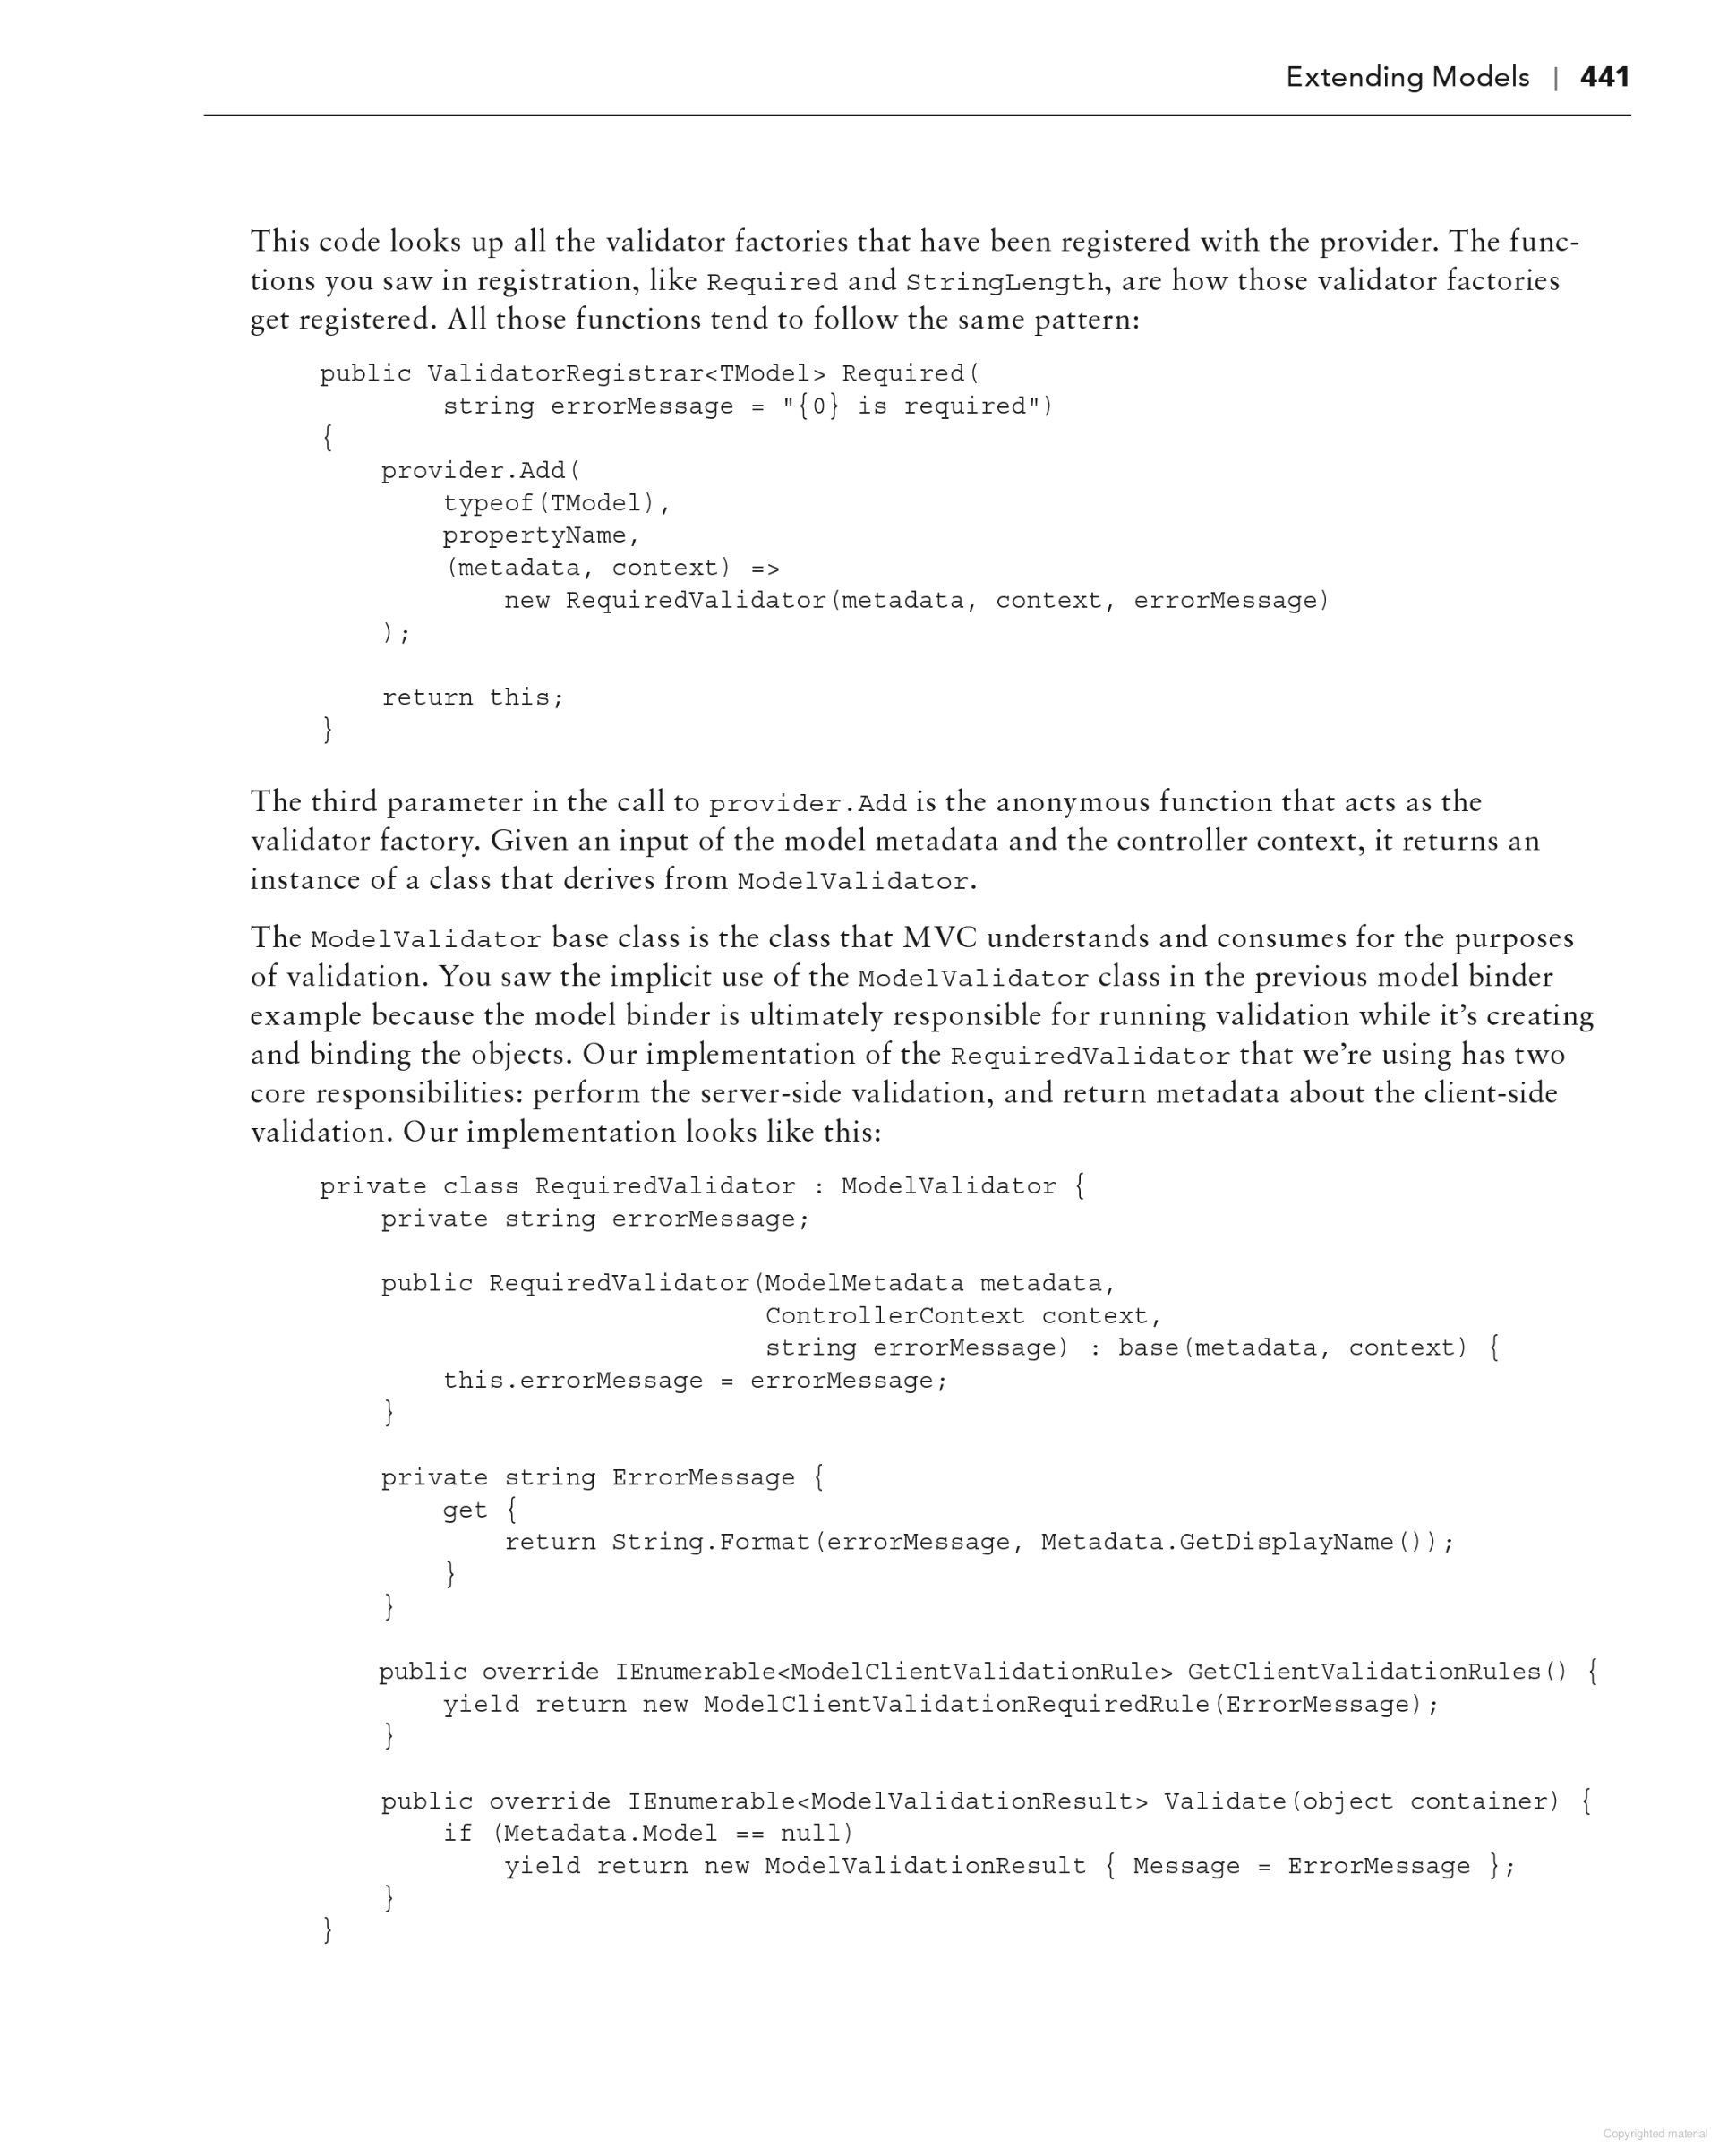 Extending Models | 441
This code looks up all the validator factories that have been registered with the provider. The func-
tions you saw in registration, like Required and StringLength, are how those validator factories
get registered. All those functions tend to follow the same pattern:
public ValidatorRegistrar<TModel> Required(
        string errorMessage = "{0} is required")
{
    provider.Add(
        typeof(TModel),
        propertyName,
        (metadata, context) =>
            new RequiredValidator(metadata, context, errorMessage)
    );
    return this;
}
The third parameter in the call to provider.Add is the anonymous function that acts as the
validator factory. Given an input of the model metadata and the controller context, it returns an
instance of a class that derives from ModelValidator.
The ModelValidator base class is the class that MVC understands and consumes for the purposes
of validation. You saw the implicit use of the ModelValidator class in the previous model binder
example because the model binder is ultimately responsible for running validation while it’s creating
and binding the objects. Our implementation of the RequiredValidator that we’re using has two
core responsibilities: perform the server-side validation, and return metadata about the client-side
validation. Our implementation looks like this:
private class RequiredValidator : ModelValidator {
    private string errorMessage;
    public RequiredValidator(ModelMetadata metadata,
                             ControllerContext context,
                             string errorMessage) : base(metadata, context) {
        this.errorMessage = errorMessage;
    }
    private string ErrorMessage {
        get {
            return String.Format(errorMessage, Metadata.GetDisplayName());
        }
    }
    public override IEnumerable<ModelClientValidationRule> GetClientValidationRules() {
        yield return new ModelClientValidationRequiredRule(ErrorMessage);
    }
    public override IEnumerable<ModelValidationResult> Validate(object container) {
        if (Metadata.Model == null)
            yield return new ModelValidationResult { Message = ErrorMessage };
    }
}
Copyrighted material